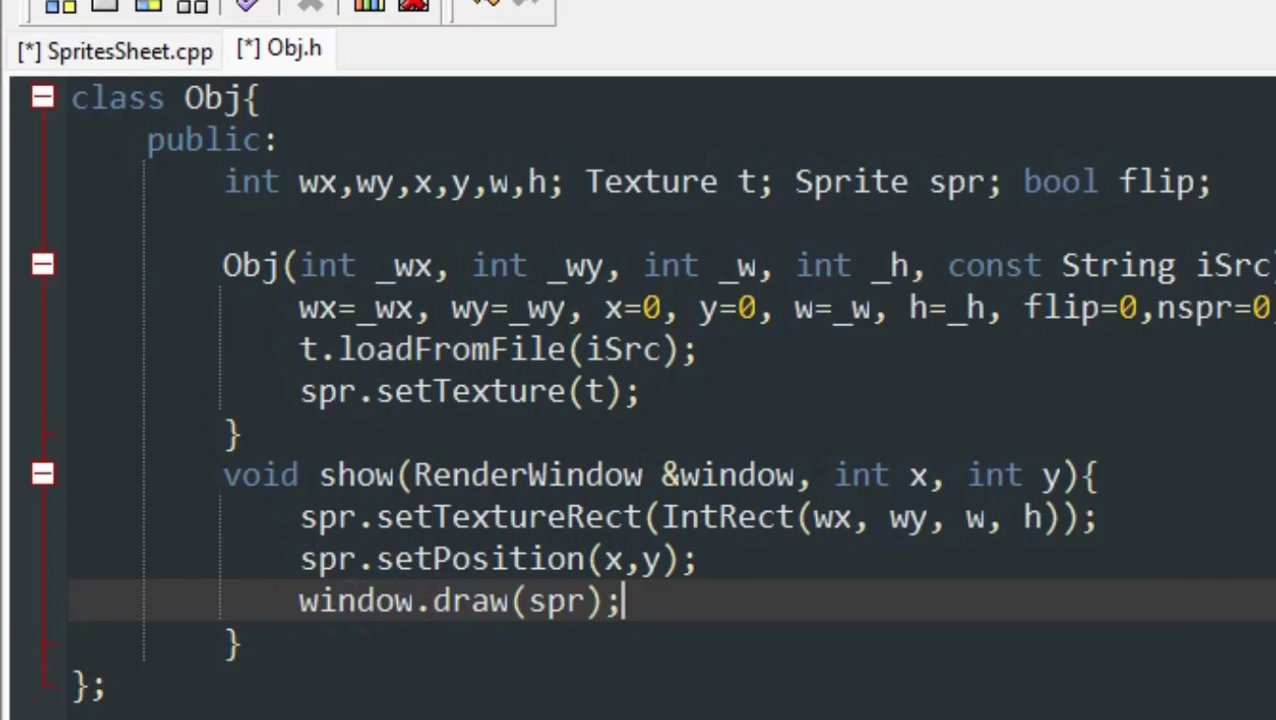 [*] SpritesSheet.cpp [*] Obj.h
class Obj{
public:
int wx,wy,x,y,w,h; Texture t; Sprite spr; bool flip;
Obj(int _wx, int _wy, int _w, int _h, const String iSrc
wx=_wx, wy=_wy, x=0, y=0, w=_w, h=_h, flip=0,nspr=0
t.loadFromFile(iSrc);
spr.setTexture(t);
}
void show(RenderWindow &window, int x, int y){
spr.setTextureRect(IntRect(wx, wy, w, h));
spr.setPosition(x,y);
window.draw(spr);
}
};